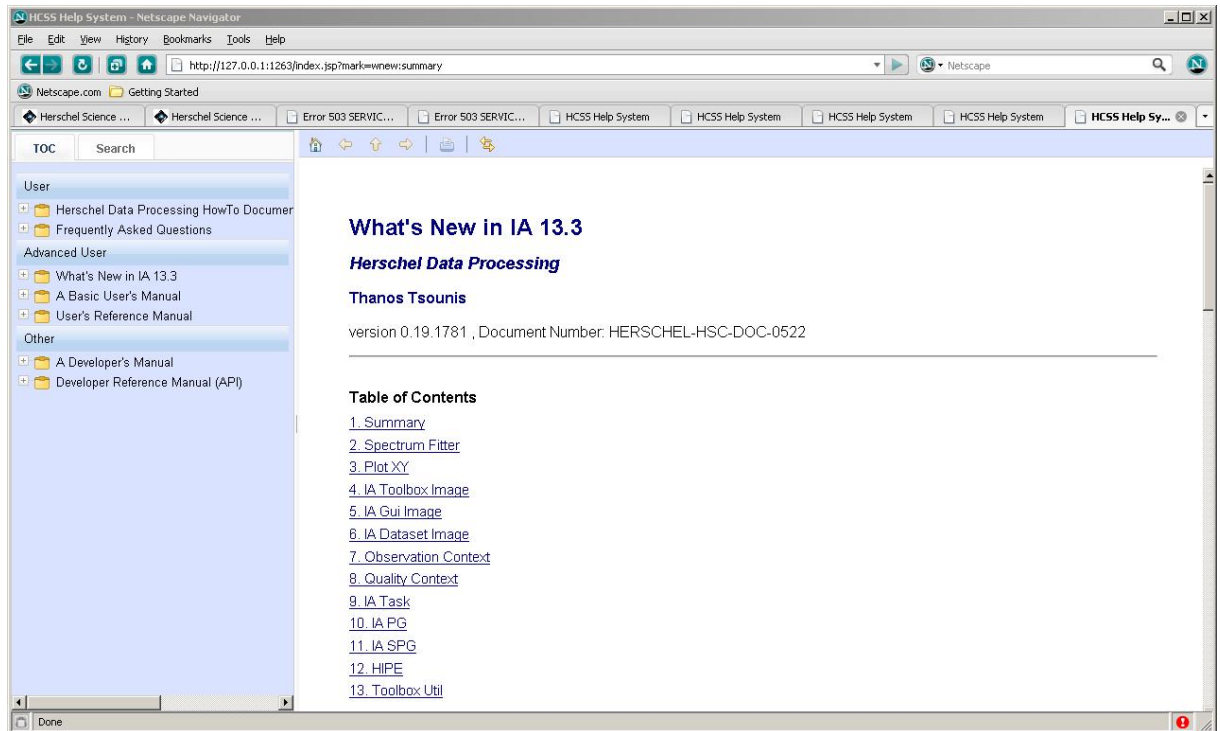 HCSS Help System - Netscape Navigator
File Edit View History Bookmarks Tools Help
http://127.0.0.1:1263/index.jsp?mark=wnew:summary
Netscape
Netscape.com Getting Started
Herschel Science ... Herschel Science ... Error 503 SERVIC... Error 503 SERVIC... HCSS Help System HCSS Help System HCSS Help System HCSS Help System HCSS Help Sy...
TOC Search
User
Herschel Data Processing HowTo Documer
Frequently Asked Questions
Advanced User
What's New in IA 13.3
A Basic User's Manual
User's Reference Manual
Other
A Developer's Manual
Developer Reference Manual (API)
What's New in IA 13.3
Herschel Data Processing
Thanos Tsounis
version 0.19.1781 , Document Number: HERSCHEL-HSC-DOC-0522
Table of Contents
1. Summary
2. Spectrum Fitter
3. Plot XY
4. IA Toolbox Image
5. IA Gui Image
6. IA Dataset Image
7. Observation Context
8. Quality Context
9. IA Task
10. IA PG
11. IA SPG
12. HIPE
13. Toolbox Util
Done